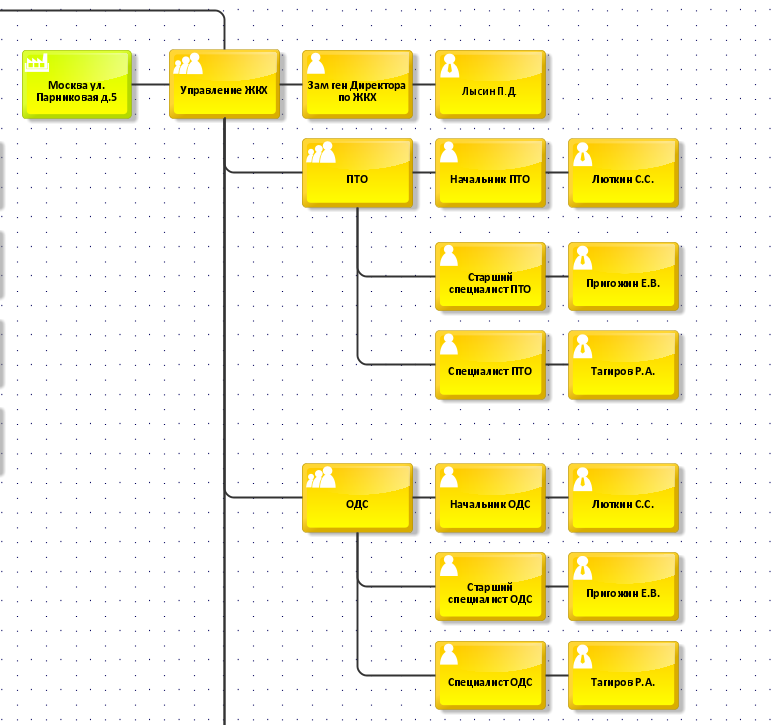 Москва ул.
Парниковая д.5
Управление ЖКХ
Зам ген Директора
по ЖКХ
Лысин П.Д.
ПТО
Начальник ПТО
Люткин С.С.
Старший
специалист ПТО
Пригожин Е.В.
Специалист ПТО
Тагиров Р.А.
ОДС
Начальник ОДС
Люткин С.С.
Старший
специалист ОДС
Пригожин Е.В.
Специалист ОДС
Тагиров Р.А.